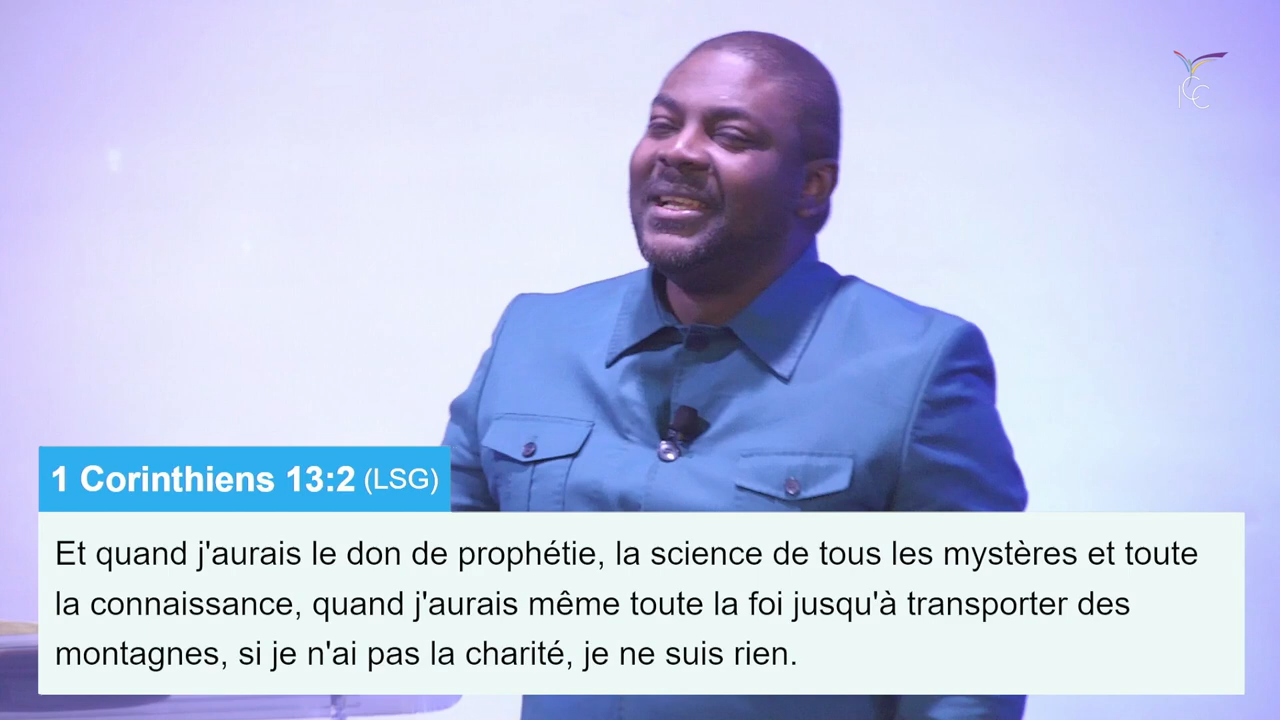 ICC
1 Corinthiens 13:2 (LSG)
Et quand j'aurais le don de prophétie, la science de tous les mystères et toute
la connaissance, quand j'aurais même toute la foi jusqu'à transporter des
montagnes, si je n'ai pas la charité, je ne suis rien.